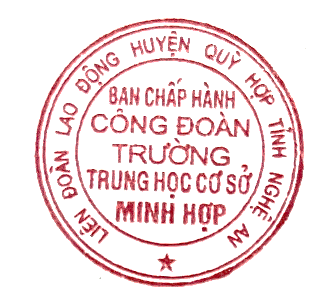 LIÊN ĐOÀN LAO ĐỘNG HUYỆN QUỲ HỢP TỈNH NGHỆ AN
BAN CHẤP HÀNH
CÔNG ĐOÀN
TRƯỜNG
TRUNG HỌC CƠ SỞ
MINH HỢP